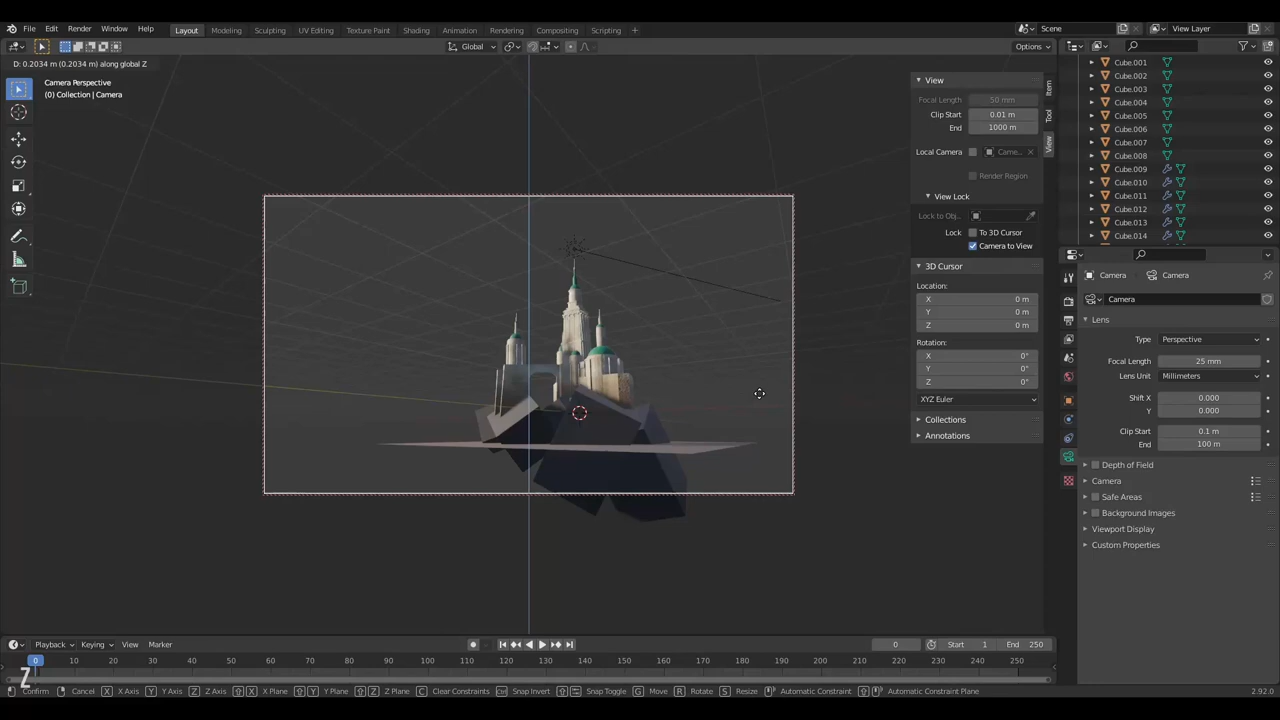 File Edit Render Window Help
Layout Modeling Sculpting UV Editing Texture Paint Shading Animation Rendering Compositing Scripting +
Scene
View Layer
Global
Options
D: 0.2034 m (0.2034 m) along global Z
Camera Perspective
(0) Collection | Camera
View
Focal Length 50 mm
Clip Start 0.01 m
End 1000 m
Local Camera Came...
Render Region
View Lock
Lock to Obj...
Lock To 3D Cursor
Camera to View
3D Cursor
Location:
X 0 m
Y 0 m
Z 0 m
Rotation:
X 0°
Y 0°
Z 0°
XYZ Euler
Collections
Annotations
Item
Tool
View
Cube.001
Cube.002
Cube.003
Cube.004
Cube.005
Cube.006
Cube.007
Cube.008
Cube.009
Cube.010
Cube.011
Cube.012
Cube.013
Cube.014
Camera Camera
Camera
Lens
Type Perspective
Focal Length 25 mm
Lens Unit Millimeters
Shift X 0.000
Y 0.000
Clip Start 0.1 m
End 100 m
Depth of Field
Camera
Safe Areas
Background Images
Viewport Display
Custom Properties
Playback Keying View Marker
0
Start 1
End 250
0 10 20 30 40 50 60 70 80 90 100 110 120 130 140 150 160 170 180 190 200 210 220 230 240 250
Z
Confirm Cancel X X Axis Y Y Axis Z Z Axis X X Plane Y Y Plane Z Z Plane C Clear Constraints Ctrl Snap Invert Snap Toggle G Move R Rotate S Resize Automatic Constraint Automatic Constraint Plane
2.92.0